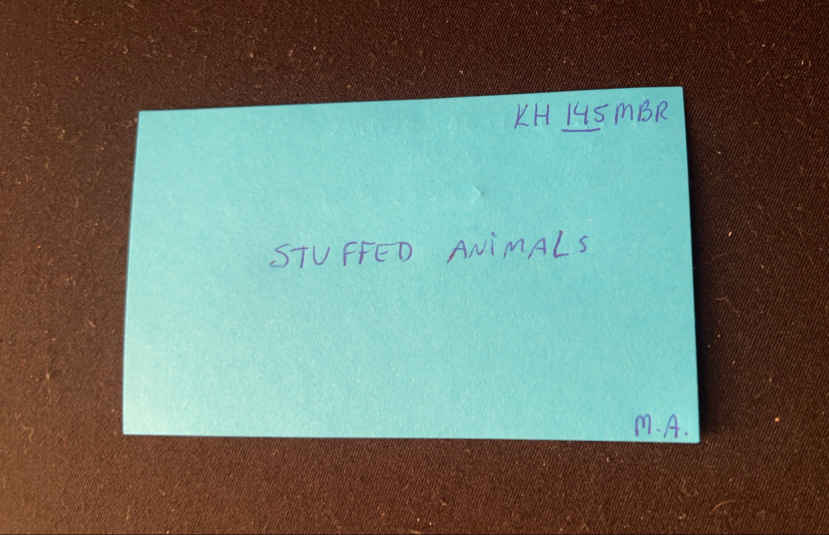 KH 145 MBR
STUFFED ANiMALS
M.A.